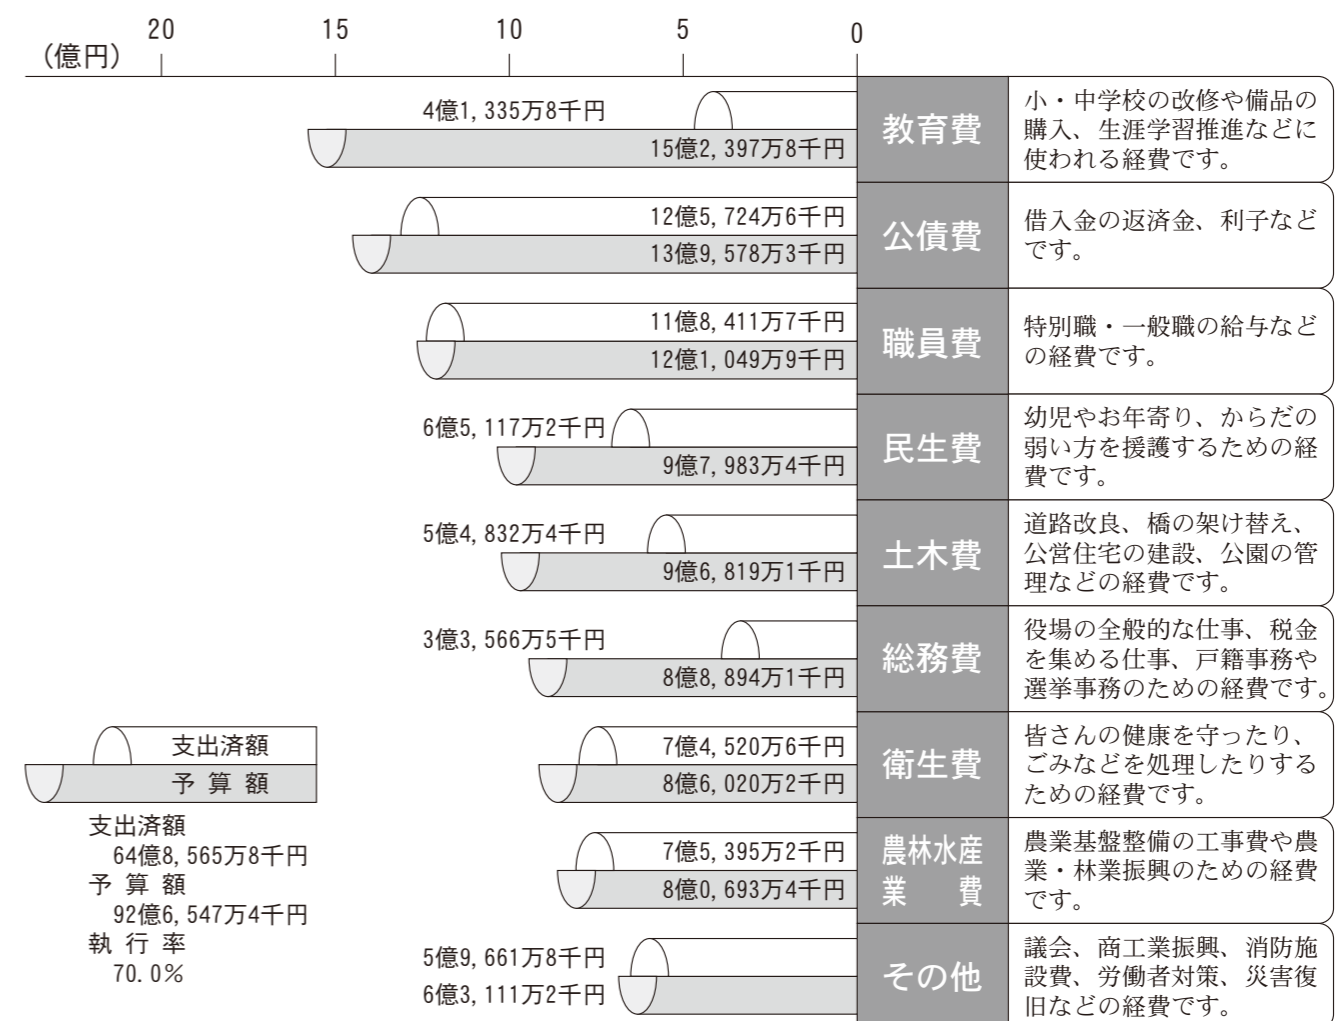 20 15 10 5 0
(億円)
4億1,335万8千円
15億2,397万8千円
教育費
小・中学校の改修や備品の
購入、生涯学習推進などに
使われる経費です。
12億5,724万6千円
13億9,578万3千円
公債費
借入金の返済金、利子など
です。
11億8,411万7千円
12億1,049万9千円
職員費
特別職・一般職の給与など
の経費です。
6億5,117万2千円
9億7,983万4千円
民生費
幼児やお年寄り、からだの
弱い方を援護するための経
費です。
5億4,832万4千円
9億6,819万1千円
土木費
道路改良、橋の架け替え、
公営住宅の建設、公園の管
理などの経費です。
3億3,566万5千円
8億8,894万1千円
総務費
役場の全般的な仕事、税金
を集める仕事、戸籍事務や
選挙事務のための経費です。
7億4,520万6千円
8億6,020万2千円
衛生費
皆さんの健康を守ったり、
ごみなどを処理したりする
ための経費です。
7億5,395万2千円
8億0,693万4千円
農林水産
業 費
農業基盤整備の工事費や農
業・林業振興のための経費
です。
5億9,661万8千円
6億3,111万2千円
その他
議会、商工業振興、消防施
設費、労働者対策、災害復
旧などの経費です。
支出済額
予 算 額
支出済額
64億8,565万8千円
予 算 額
92億6,547万4千円
執 行 率
70.0%